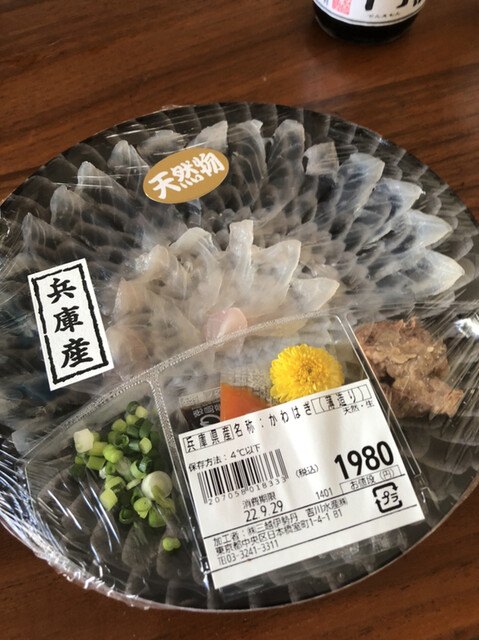 天然物
兵庫産
兵庫県産名称:かわはぎ(薄造り)
天然・生
保存方法:4℃以下
207058018333
(税込)
1980
お値段(円)
消費期限
22.9.29
1401
プラ
加工者:㈱三越伊勢丹 吉川水産㈱
東京都中央区日本橋室町1-4-1 B1
☎03-3241-3311